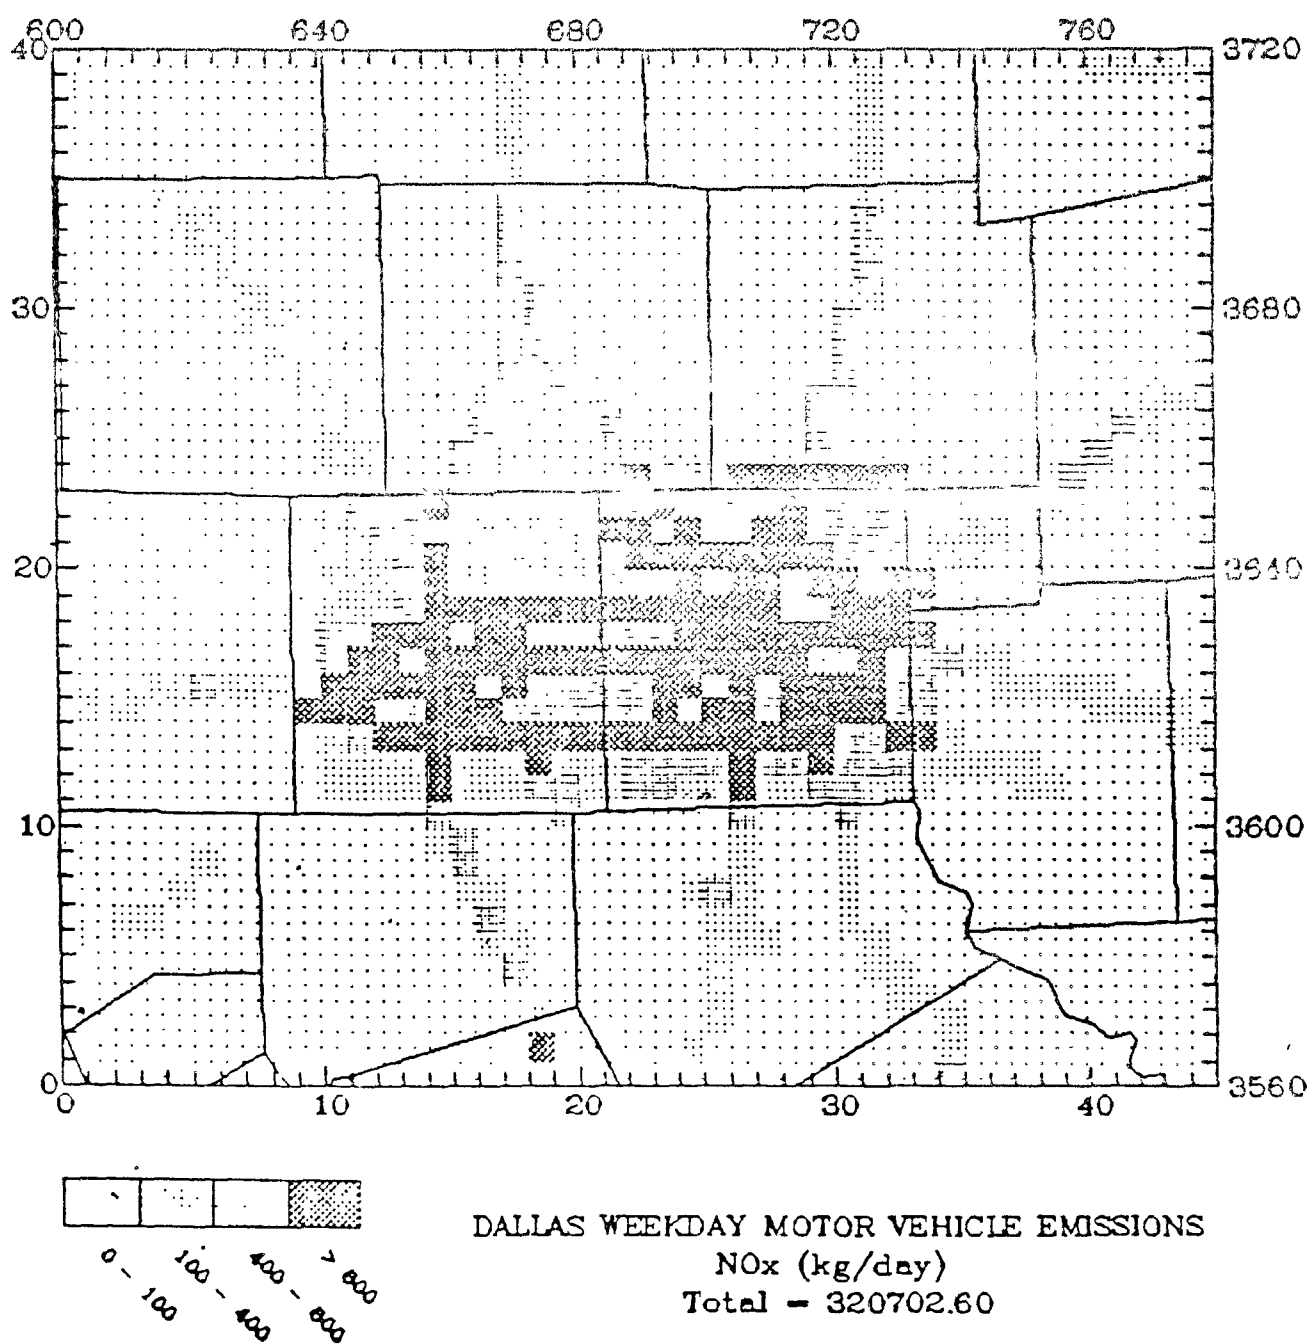 600 640 680 720 760
40 3720
30 3680
20 3640
10 3600
0 3560
0 10 20 30 40
0 - 100
100 - 400
400 - 800
> 800
DALLAS WEEKDAY MOTOR VEHICLE EMISSIONS
NOx (kg/day)
Total = 320702.60